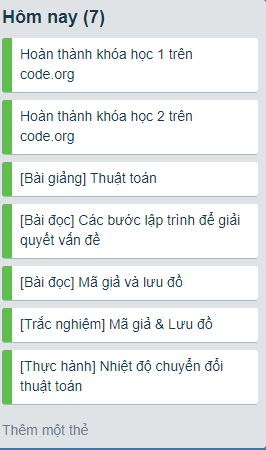 Hôm nay (7)
Hoàn thành khóa học 1 trên
code.org
Hoàn thành khóa học 2 trên
code.org
[Bài giảng] Thuật toán
[Bài đọc] Các bước lập trình để giải
quyết vấn đề
[Bài đọc] Mã giả và lưu đồ
[Trắc nghiệm] Mã giả & Lưu đồ
[Thực hành] Nhiệt độ chuyển đổi
thuật toán
Thêm một thẻ